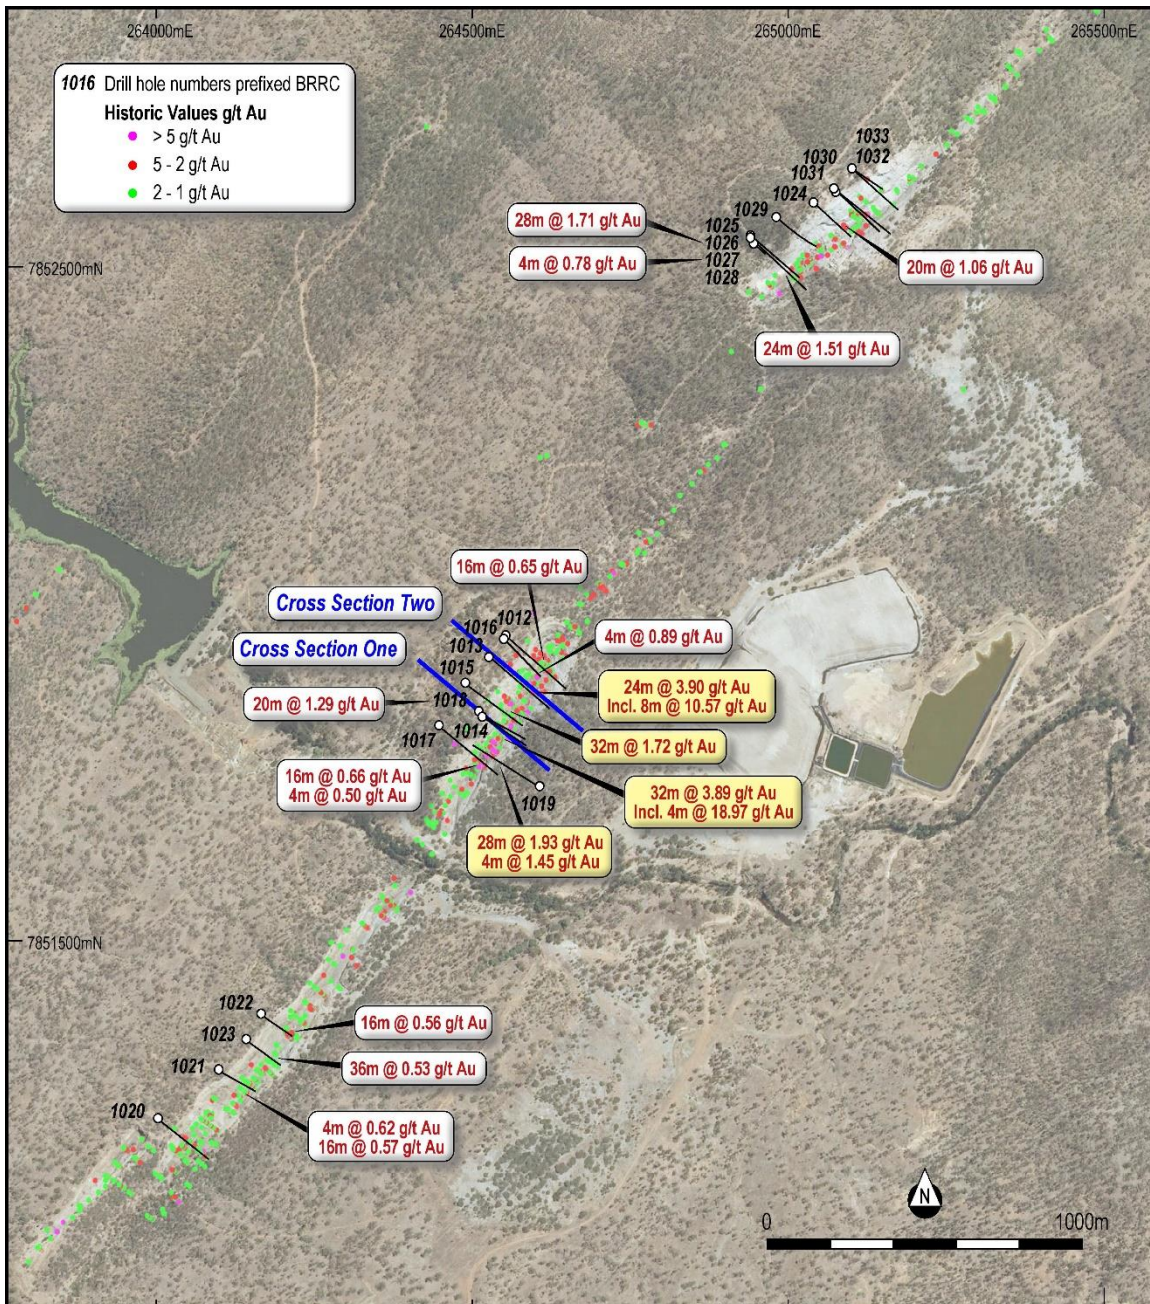 264000mE
264500mE
265000mE
265500mE
1016 Drill hole numbers prefixed BRRC
Historic Values g/t Au
> 5 g/t Au
5 - 2 g/t Au
2 - 1 g/t Au
1033
1032
1030
1031
1024
1029
1025
1026
1027
1028
28m @ 1.71 g/t Au
4m @ 0.78 g/t Au
7852500mN
20m @ 1.06 g/t Au
24m @ 1.51 g/t Au
16m @ 0.65 g/t Au
Cross Section Two
1012
1016
4m @ 0.89 g/t Au
Cross Section One
1013
1015
24m @ 3.90 g/t Au
Incl. 8m @ 10.57 g/t Au
20m @ 1.29 g/t Au
1018
1014
1017
32m @ 1.72 g/t Au
16m @ 0.66 g/t Au
4m @ 0.50 g/t Au
1019
32m @ 3.89 g/t Au
Incl. 4m @ 18.97 g/t Au
28m @ 1.93 g/t Au
4m @ 1.45 g/t Au
7851500mN
1022
16m @ 0.56 g/t Au
1023
1021
36m @ 0.53 g/t Au
1020
4m @ 0.62 g/t Au
16m @ 0.57 g/t Au
N
0
1000m